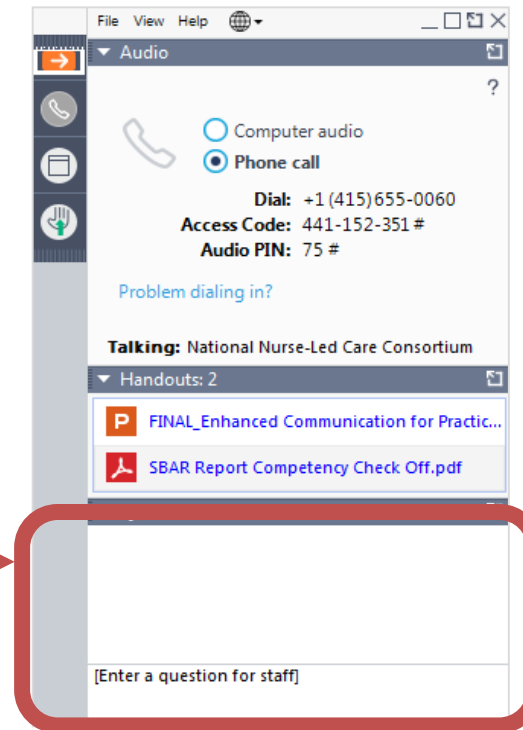 File View Help
Audio
?
Computer audio
Phone call
Dial: +1 (415) 655-0060
Access Code: 441-152-351 #
Audio PIN: 75 #
Problem dialing in?
Talking: National Nurse-Led Care Consortium
Handouts: 2
P FINAL_Enhanced Communication for Practic...
SBAR Report Competency Check Off.pdf
[Enter a question for staff]